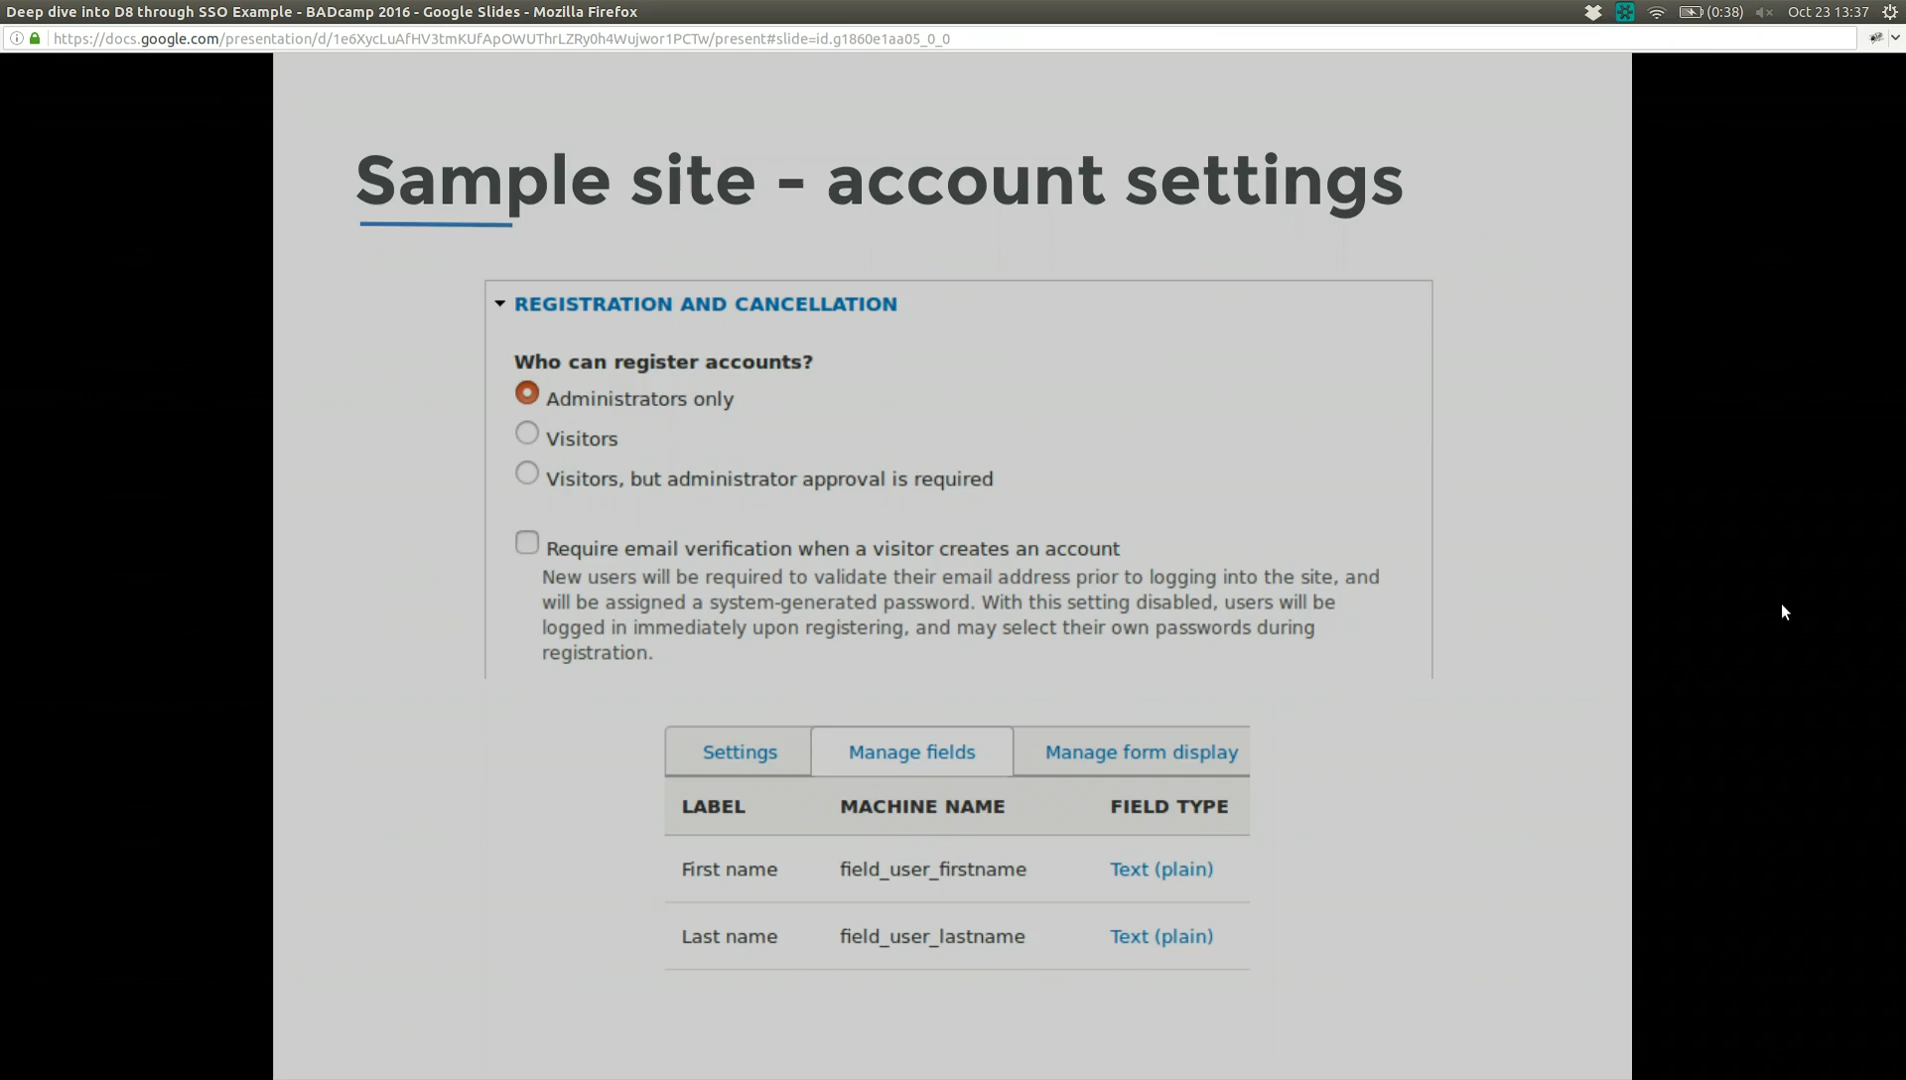 Deep dive into D8 through SSO Example - BADcamp 2016 - Google Slides - Mozilla Firefox
(0:38) Oct 23 13:37
https://docs.google.com/presentation/d/1e6XycLuAfHV3tmKUfApOWUThrLZRy0h4Wujwor1PCTw/present#slide=id.g1860e1aa05_0_0
Sample site - account settings
REGISTRATION AND CANCELLATION
Who can register accounts?
Administrators only
Visitors
Visitors, but administrator approval is required
Require email verification when a visitor creates an account
New users will be required to validate their email address prior to logging into the site, and
will be assigned a system-generated password. With this setting disabled, users will be
logged in immediately upon registering, and may select their own passwords during
registration.
Settings Manage fields Manage form display
LABEL MACHINE NAME FIELD TYPE
First name field_user_firstname Text (plain)
Last name field_user_lastname Text (plain)